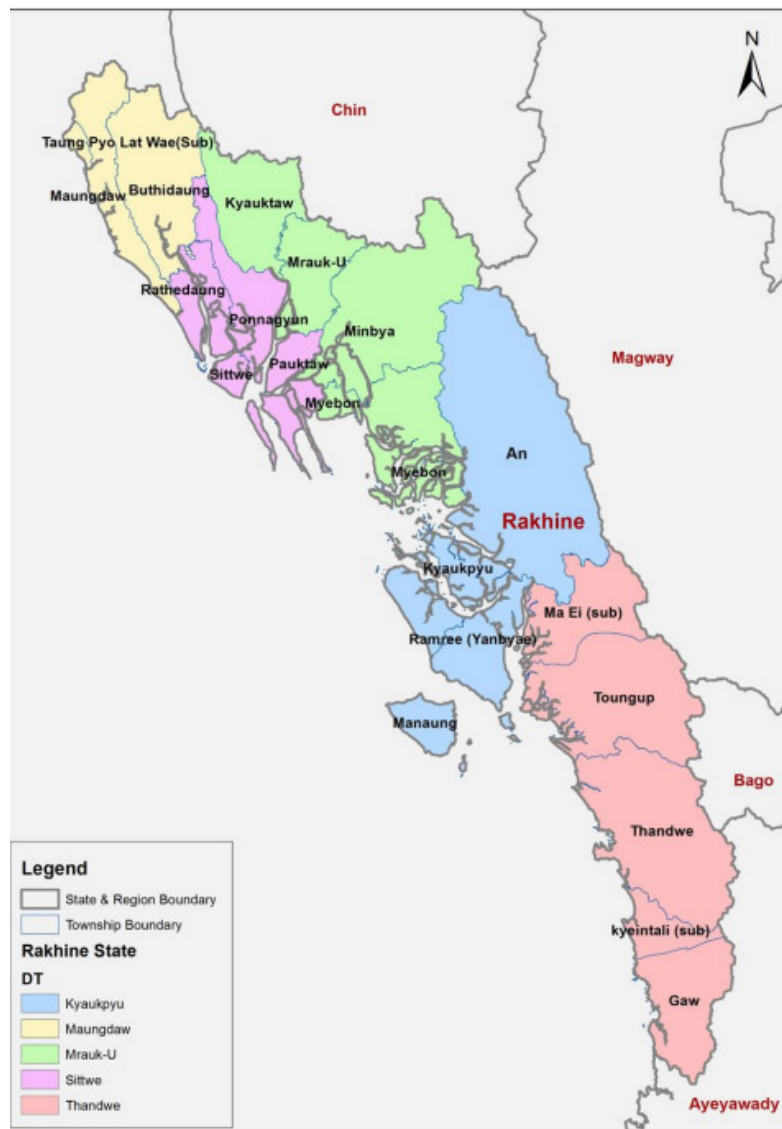 N
Chin
Taung Pyo Lat Wae(Sub)
Maungdaw
Buthidaung
Kyauktaw
Mrauk-U
Rathedaung
Ponnagyun
Minbya
Sittwe
Pauktaw
Myebon
Magway
An
Myebon
Rakhine
Kyaukpyu
Ma Ei (sub)
Ramree (Yanbyae)
Toungup
Manaung
Bago
Thandwe
kyeintali (sub)
Gaw
Ayeyawady
Legend
State & Region Boundary
Township Boundary
Rakhine State
DT
Kyaukpyu
Maungdaw
Mrauk-U
Sittwe
Thandwe